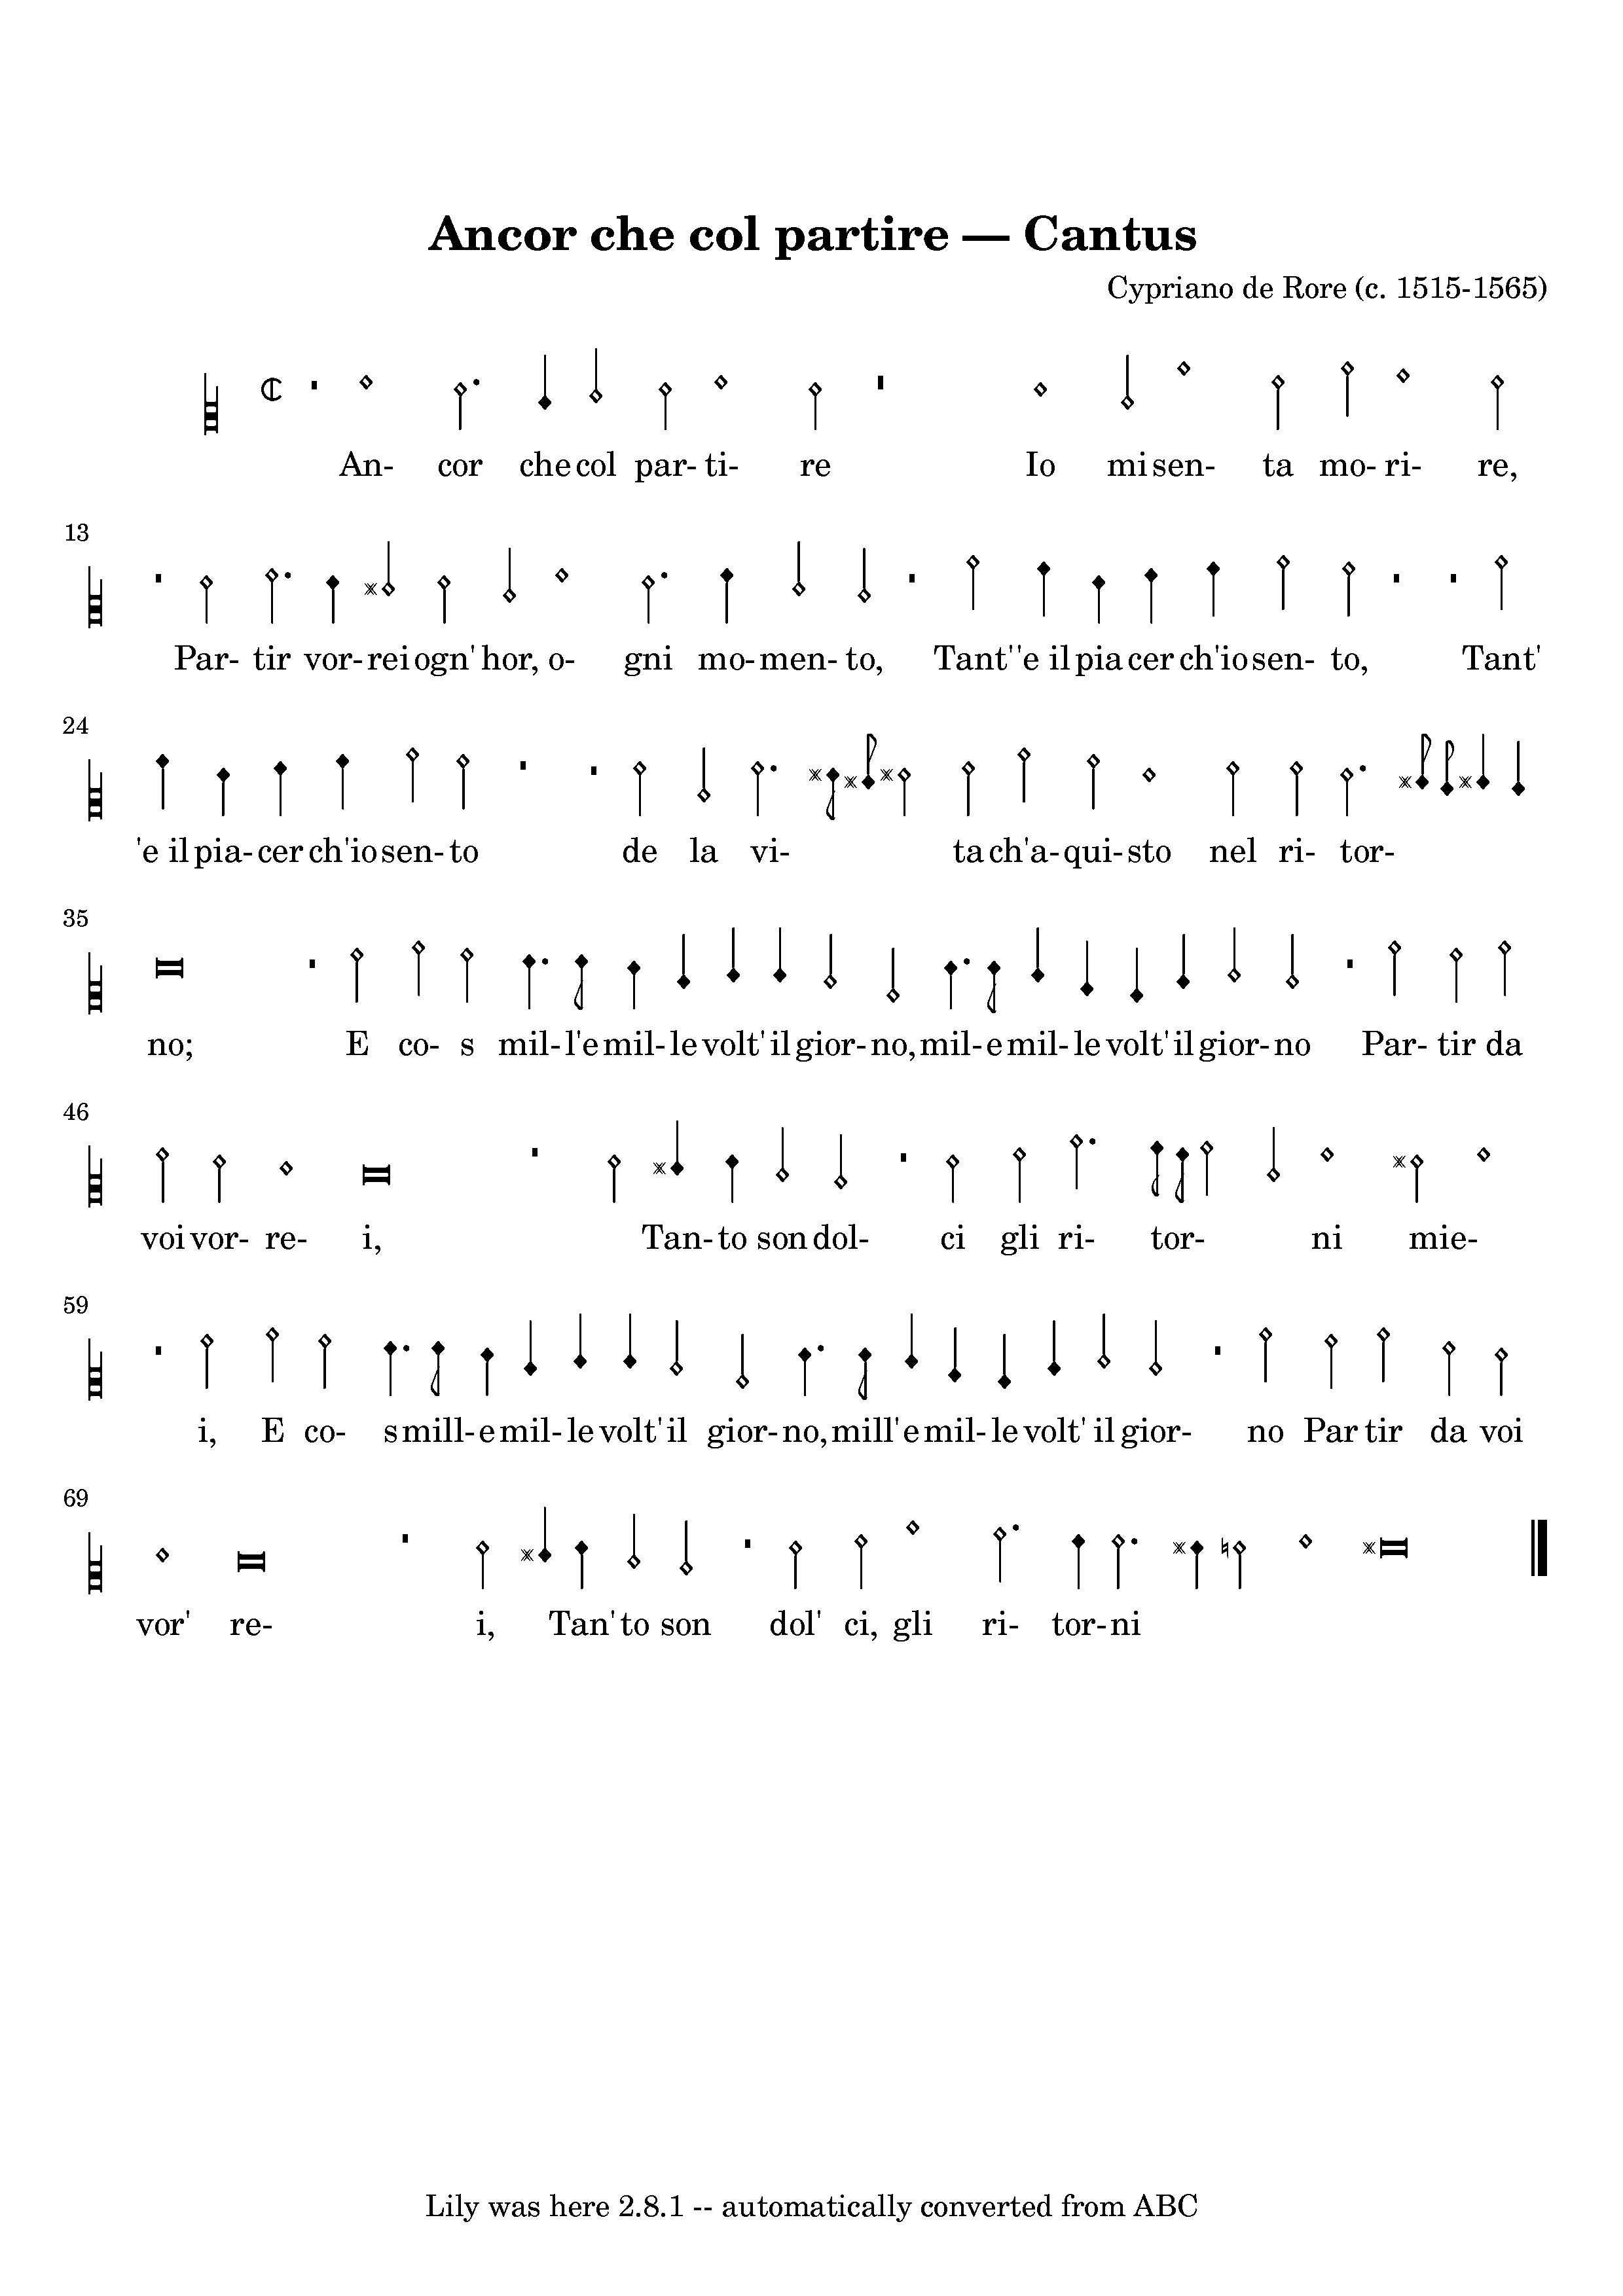 Ancor che col partire — Cantus
Cypriano de Rore (c. 1515-1565)
An- cor che col par- ti- re Io mi sen- ta mo- ri- re,
13
Par- tir vor- rei ogn' hor, o- gni mo- men- to, Tant' 'e il pia cer ch'io sen- to, Tant'
24
'e il pia- cer ch'io sen- to de la vi- ta ch'a- qui- sto nel ri- tor-
35
no; E co- s mil- l'e mil- le volt' il gior- no, mil- e mil- le volt' il gior- no Par- tir da
46
voi vor- re- i, Tan- to son dol- ci gli ri- tor- ni mie-
59
i, E co- s mill- e mil- le volt' il gior- no, mill'e mil- le volt' il gior- no Par tir da voi
69
vor' re- i, Tan' to son dol' ci, gli ri- tor- ni
Lily was here 2.8.1 -- automatically converted from ABC